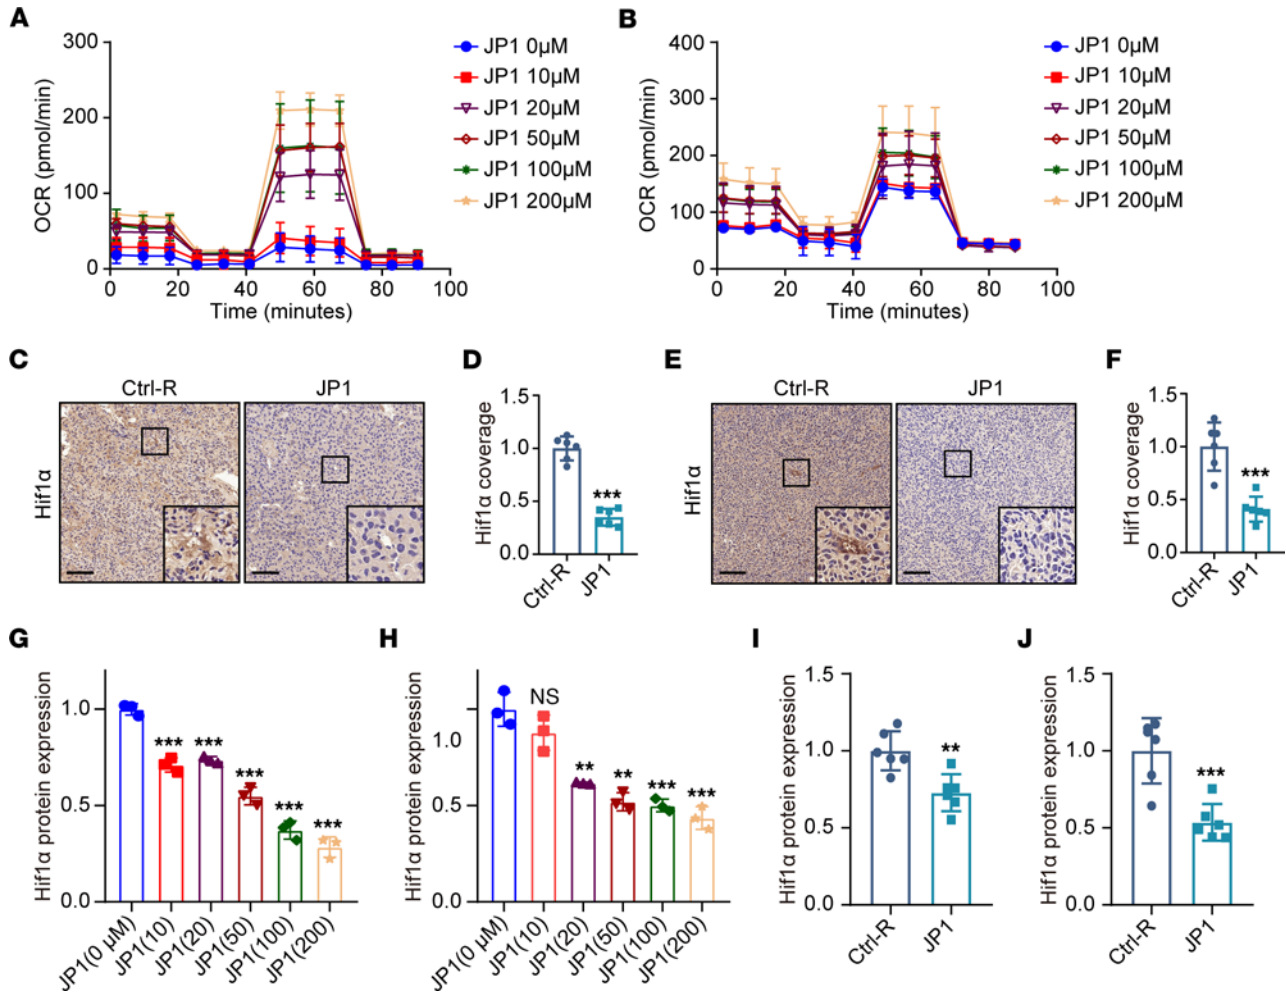 A
OCR (pmol/min)
300
200
100
0
0 20 40 60 80 100
Time (minutes)
JP1 0μM
JP1 10μM
JP1 20μM
JP1 50μM
JP1 100μM
JP1 200μM
B
OCR (pmol/min)
400
300
200
100
0
0 20 40 60 80 100
Time (minutes)
JP1 0μM
JP1 10μM
JP1 20μM
JP1 50μM
JP1 100μM
JP1 200μM
C
Ctrl-R JP1
Hif1α
D
Hif1α coverage
1.5
1.0
0.5
0.0
***
Ctrl-R JP1
E
Ctrl-R JP1
Hif1α
F
Hif1α coverage
1.5
1.0
0.5
0.0
***
Ctrl-R JP1
G
Hif1α protein expression
1.0
0.5
0.0
*** *** *** *** ***
JP1(0 μM) JP1(10) JP1(20) JP1(50) JP1(100) JP1(200)
H
Hif1α protein expression
1.0
0.5
0.0
NS ** ** *** ***
JP1(0 μM) JP1(10) JP1(20) JP1(50) JP1(100) JP1(200)
I
Hif1α protein expression
1.5
1.0
0.5
0.0
**
Ctrl-R JP1
J
Hif1α protein expression
1.5
1.0
0.5
0.0
***
Ctrl-R JP1